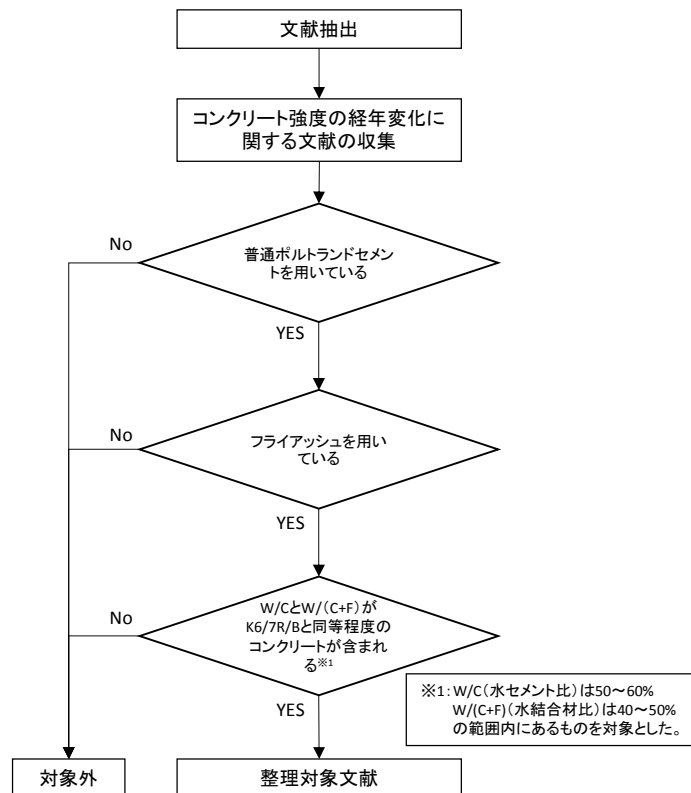 文献抽出
コンクリート強度の経年変化に
関する文献の収集
No
普通ポルトランドセメン
トを用いている
YES
No
フライアッシュを用い
ている
YES
No
W/CとW/(C+F)が
K6/7R/Bと同等程度の
コンクリートが含まれ
る※1
YES
※1:W/C(水セメント比)は50~60%
W/(C+F)(水結合材比)は40~50%
の範囲内にあるものを対象とした。
対象外
整理対象文献